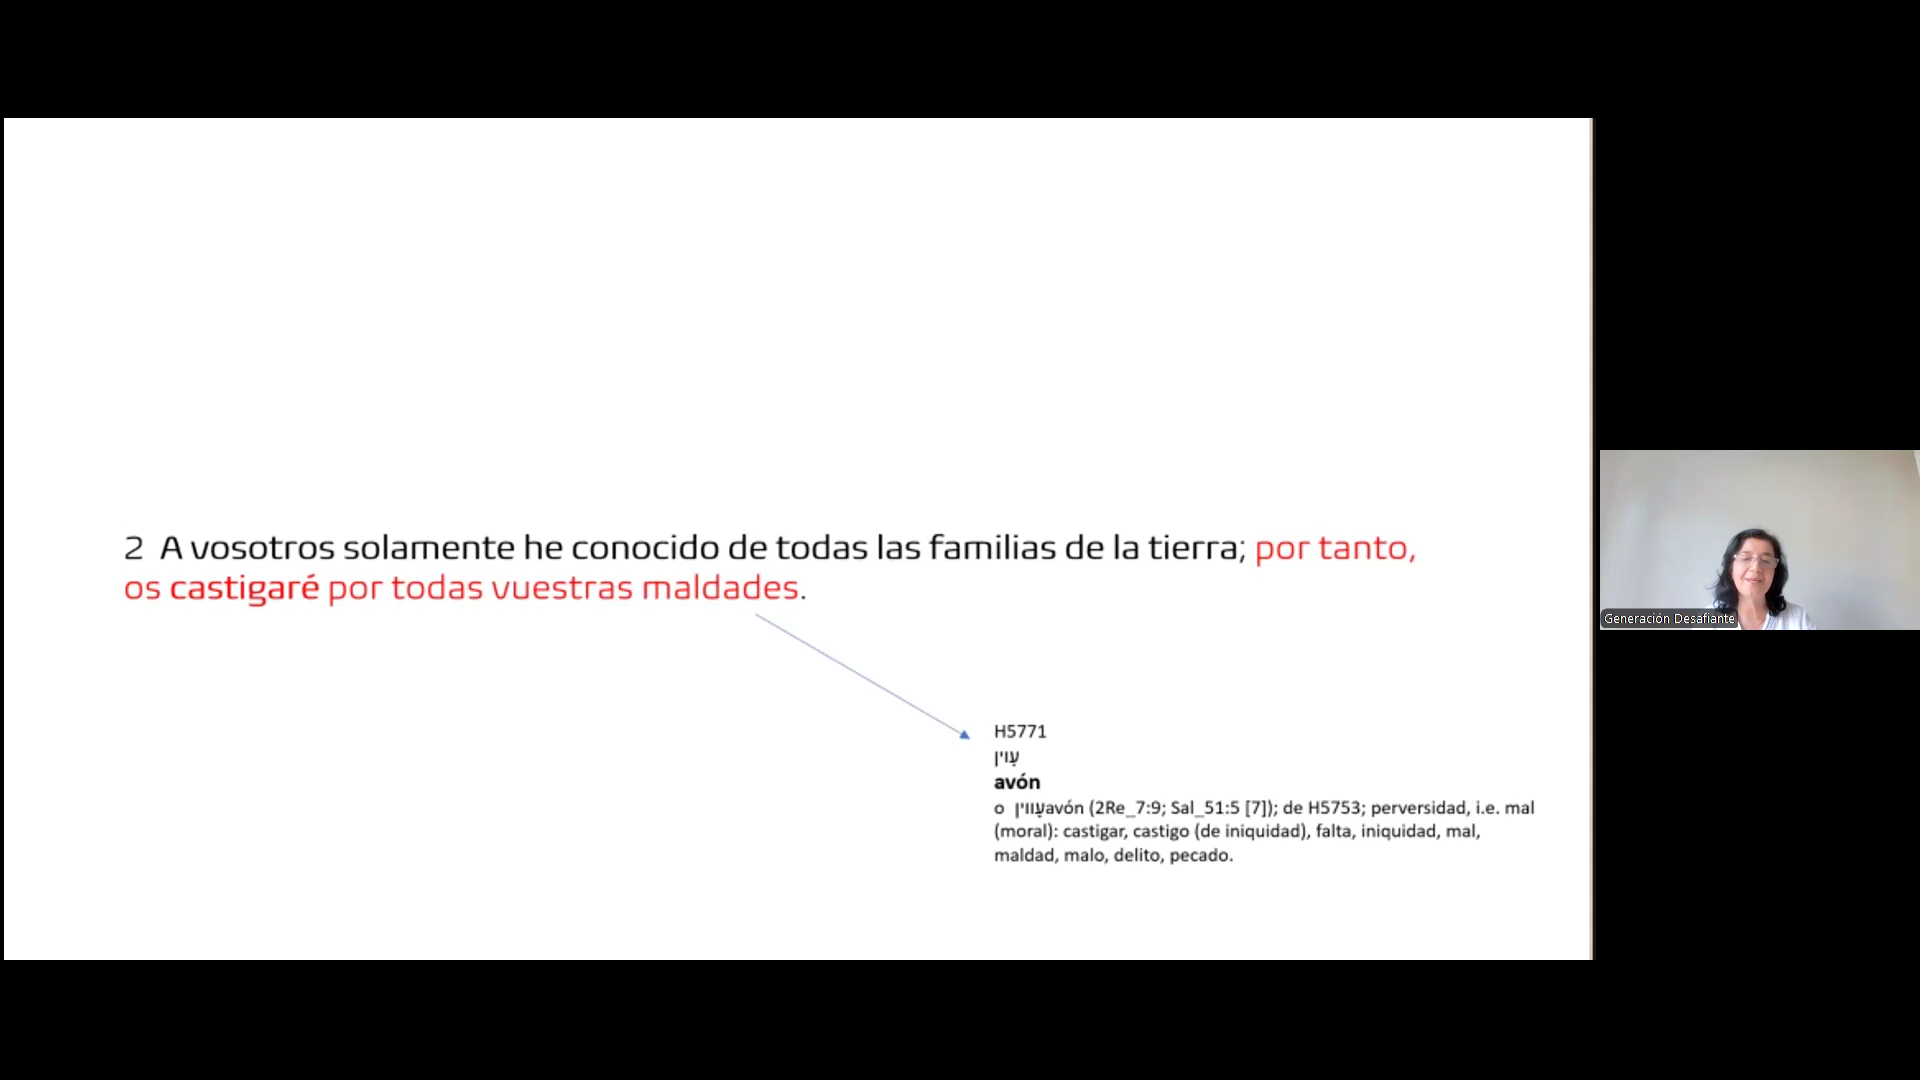 2 A vosotros solamente he conocido de todas las familias de la tierra; por tanto,
os castigaré por todas vuestras maldades.
H5771
עָוין
avón
o עָווין avón (2Re_7:9; Sal_51:5 [7]); de H5753; perversidad, i.e. mal
(moral): castigar, castigo (de iniquidad), falta, iniquidad, mal,
maldad, malo, delito, pecado.
Generación Desafiante